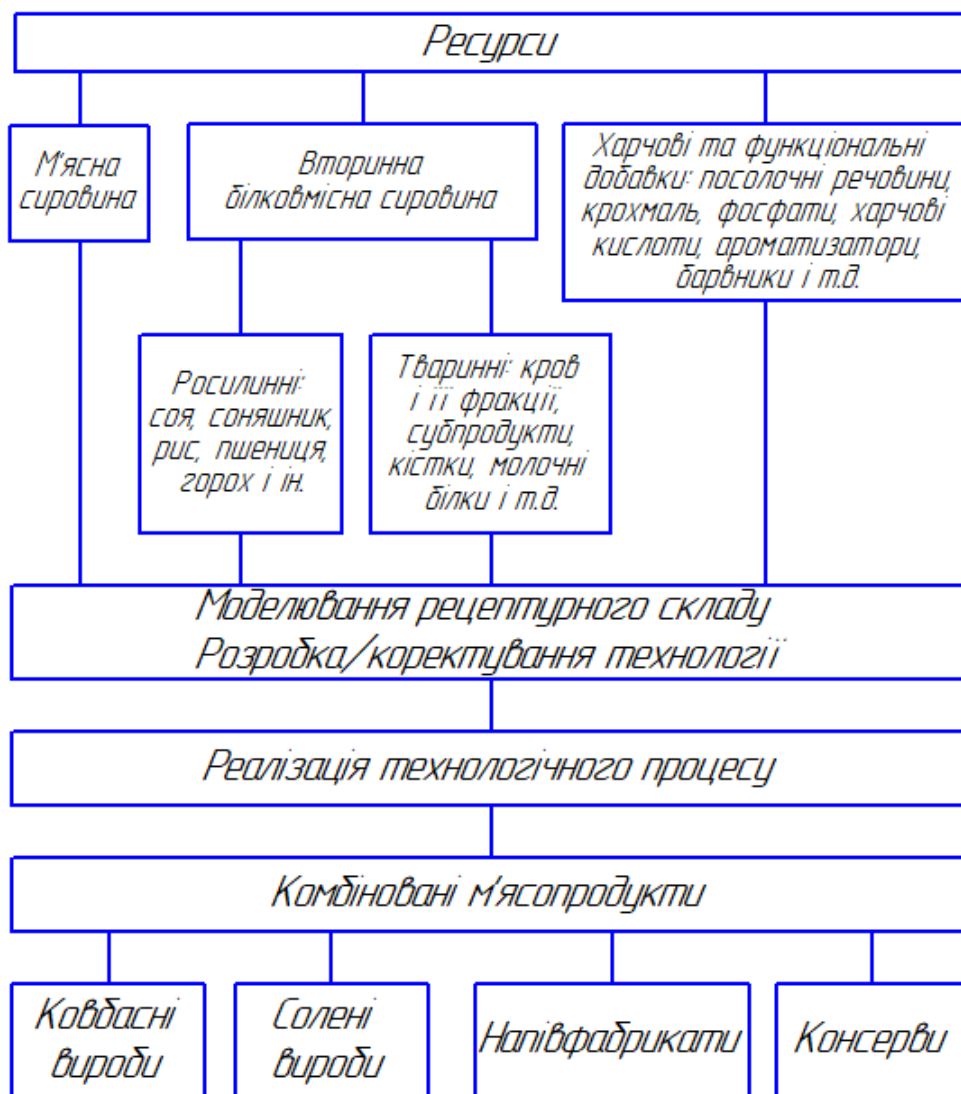 Ресурси
М'ясна
сировина
Вторинна
білковмісна сировина
Харчові та функціональні
добавки: посолочні речовини,
крохмаль, фосфати, харчові
кислоти, ароматизатори,
барвники і т.д.
Росилинні:
соя, соняшник,
рис, пшениця,
горох і ін.
Тваринні: кров
і її фракції,
субпродукти,
кістки, молочні
білки і т.д.
Моделювання рецептурного складу
Розробка/коректування технології
Реалізація технологічного процесу
Комбіновані м'ясопродукти
Ковбасні
вироби
Солені
вироби
Напівфабрикати
Консерви